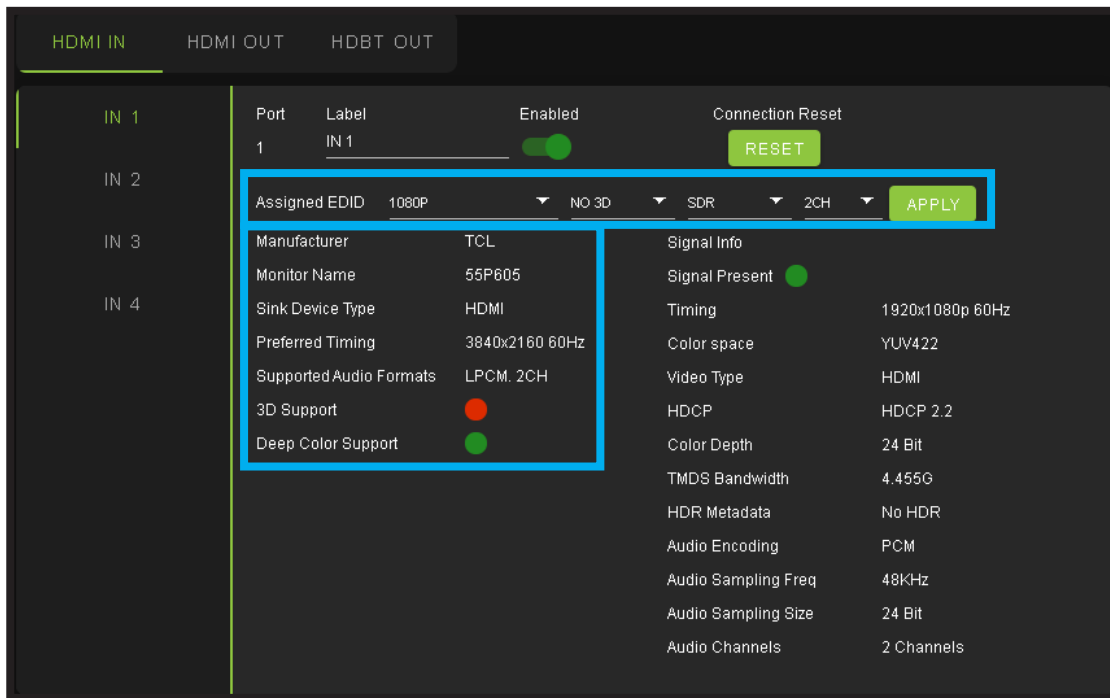 HDMI IN HDMI OUT HDBT OUT
IN 1
IN 2
IN 3
IN 4
Port Label Enabled Connection Reset
1 IN 1 RESET
Assigned EDID 1080P NO 3D SDR 2CH APPLY
Manufacturer TCL
Monitor Name 55P605
Sink Device Type HDMI
Preferred Timing 3840x2160 60Hz
Supported Audio Formats LPCM. 2CH
3D Support
Deep Color Support
Signal Info
Signal Present
Timing 1920x1080p 60Hz
Color space YUV422
Video Type HDMI
HDCP HDCP 2.2
Color Depth 24 Bit
TMDS Bandwidth 4.455G
HDR Metadata No HDR
Audio Encoding PCM
Audio Sampling Freq 48KHz
Audio Sampling Size 24 Bit
Audio Channels 2 Channels